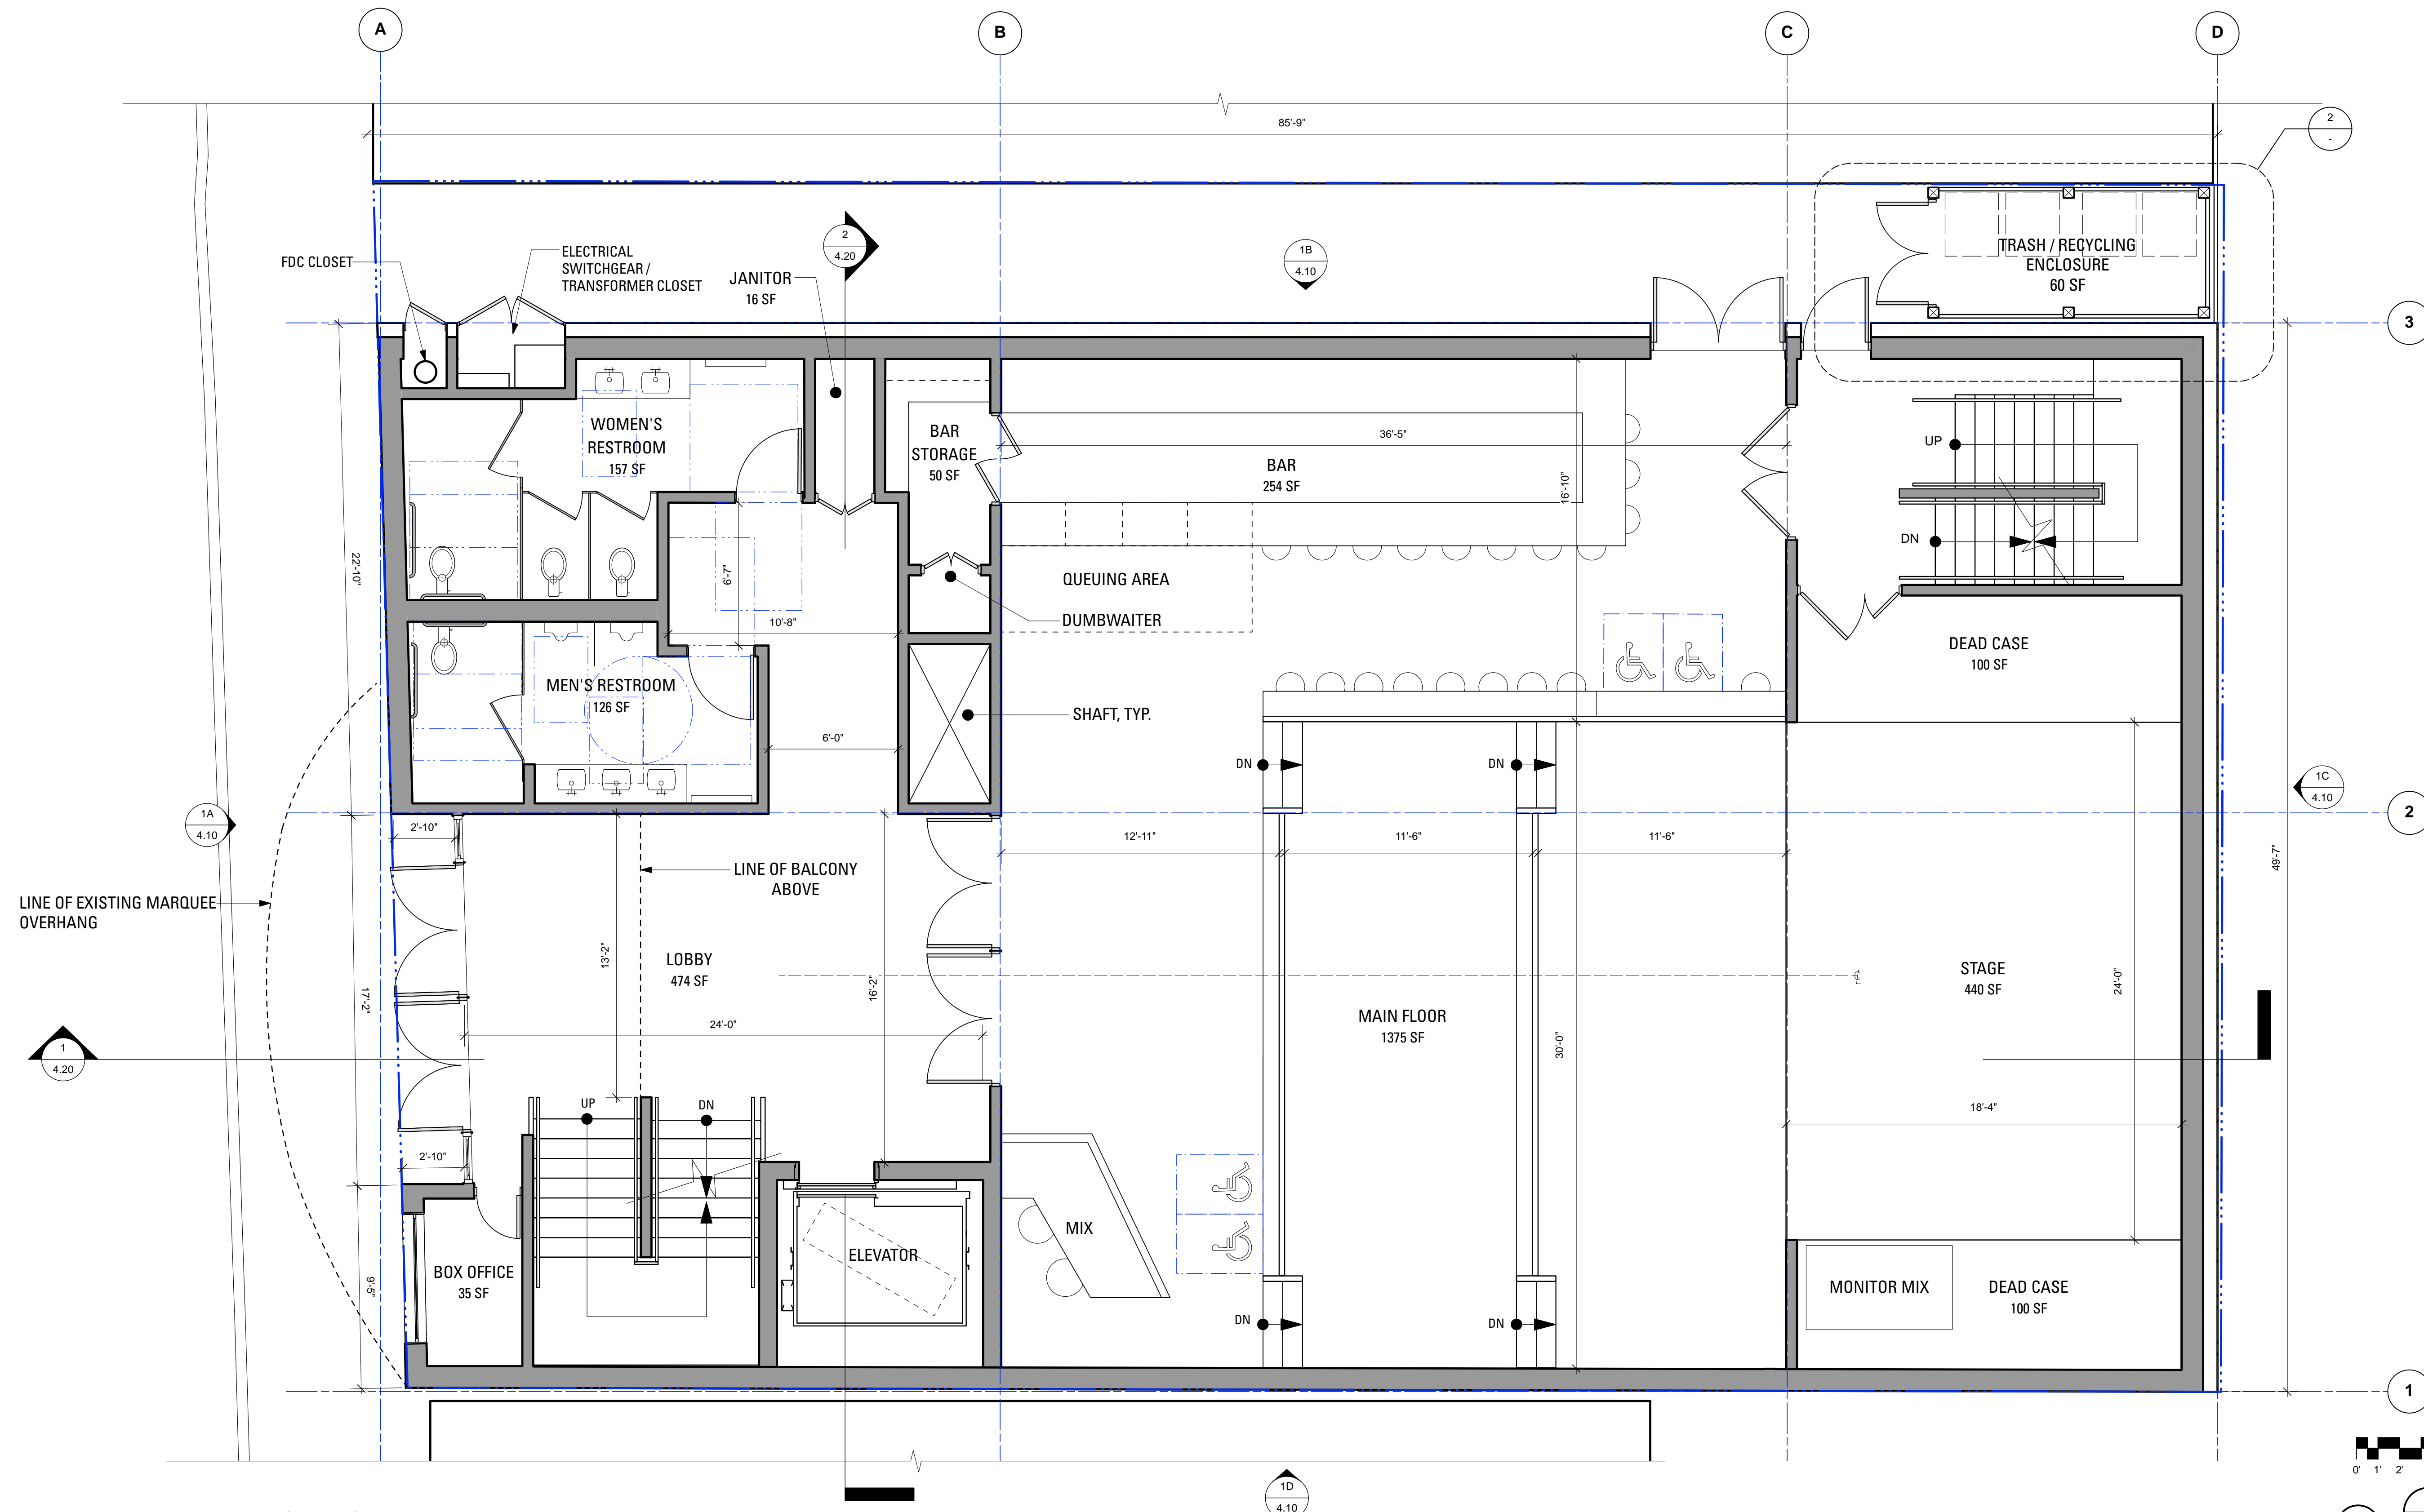 A
B
C
D
85'-9"
2
-
FDC CLOSET
ELECTRICAL
SWITCHGEAR /
TRANSFORMER CLOSET
JANITOR
16 SF
2
4.20
1B
4.10
TRASH / RECYCLING
ENCLOSURE
60 SF
3
WOMEN'S
RESTROOM
157 SF
BAR
STORAGE
50 SF
36'-5"
BAR
254 SF
16'-10"
UP
DN
22'-10"
6'-7"
QUEUING AREA
DUMBWAITER
10'-8"
DEAD CASE
100 SF
MEN'S RESTROOM
126 SF
SHAFT, TYP.
6'-0"
DN
DN
1A
4.10
1C
4.10
2
2'-10"
12'-11"
11'-6"
11'-6"
49'-7"
LINE OF BALCONY
ABOVE
LINE OF EXISTING MARQUEE
OVERHANG
13'-2"
LOBBY
474 SF
16'-2"
17'-2"
24'-0"
STAGE
440 SF
24'-0"
MAIN FLOOR
1375 SF
30'-0"
1
4.20
UP
DN
18'-4"
2'-10"
MIX
ELEVATOR
BOX OFFICE
35 SF
9'-5"
MONITOR MIX
DEAD CASE
100 SF
DN
DN
1
0' 1' 2'
1D
4.10